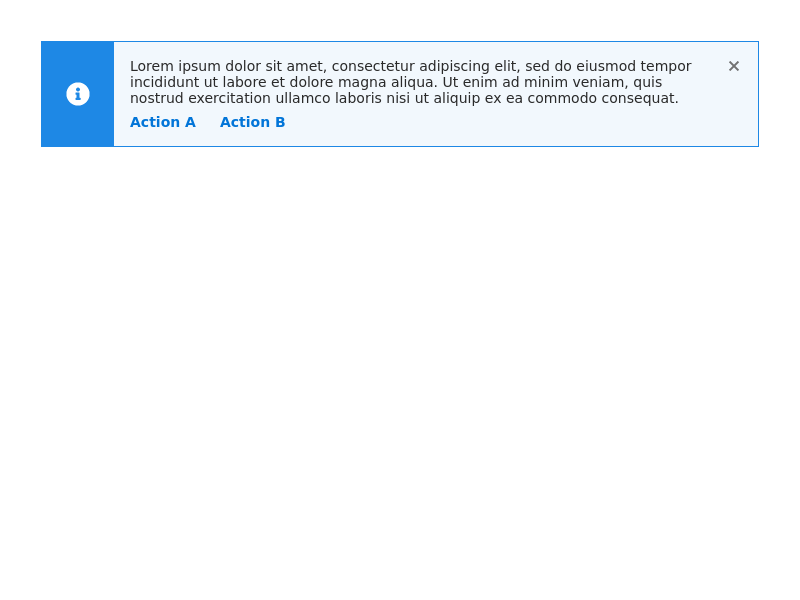 Lorem ipsum dolor sit amet, consectetur adipiscing elit, sed do eiusmod tempor
incididunt ut labore et dolore magna aliqua. Ut enim ad minim veniam, quis
nostrud exercitation ullamco laboris nisi ut aliquip ex ea commodo consequat.
Action A Action B